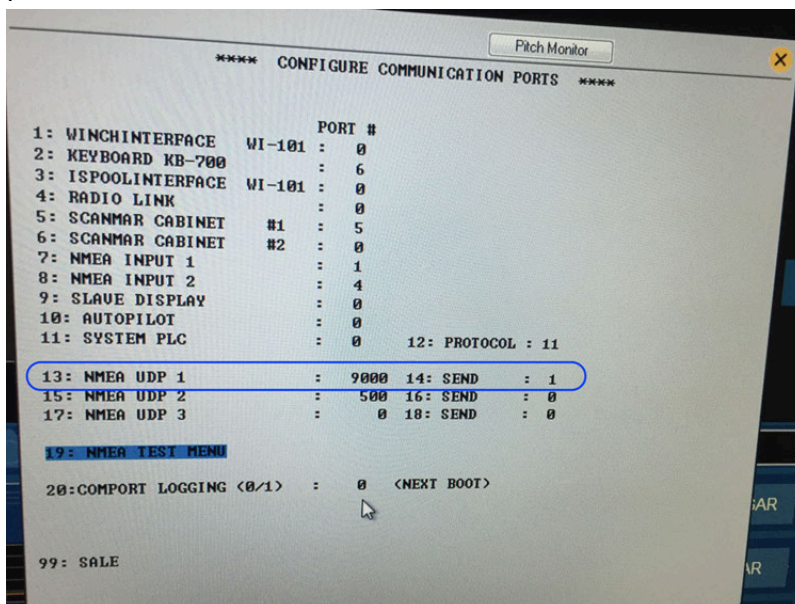 Pitch Monitor
**** CONFIGURE COMMUNICATION PORTS ****
PORT #
1: WINCHINTERFACE WI-101 : 0
2: KEYBOARD KB-700 : 6
3: ISPOOLINTERFACE WI-101 : 0
4: RADIO LINK : 0
5: SCANMAR CABINET #1 : 5
6: SCANMAR CABINET #2 : 0
7: NMEA INPUT 1 : 1
8: NMEA INPUT 2 : 4
9: SLAVE DISPLAY : 0
10: AUTOPILOT : 0
11: SYSTEM PLC : 0 12: PROTOCOL : 11
13: NMEA UDP 1 : 9000 14: SEND : 1
15: NMEA UDP 2 : 500 16: SEND : 0
17: NMEA UDP 3 : 0 18: SEND : 0
19: NMEA TEST MENU
20:COMPORT LOGGING (0/1) : 0 (NEXT BOOT)
99: SALE